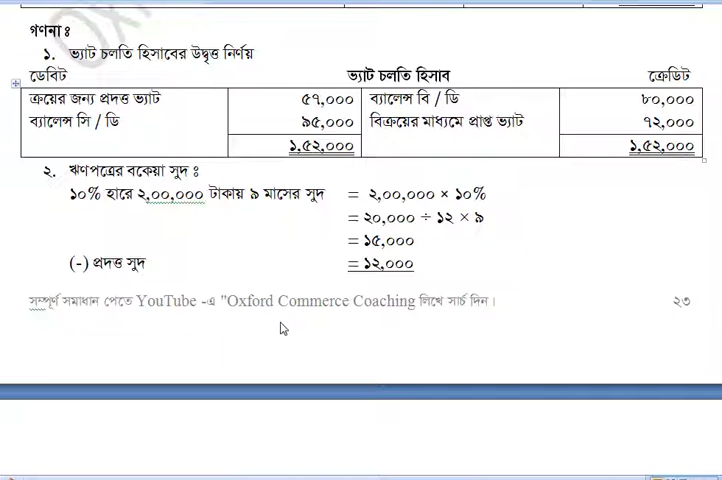 গণনাঃ
১. ভ্যাট চলতি হিসাবের উদ্বৃত্ত নির্ণয়
ডেবিট ভ্যাট চলতি হিসাব ক্রেডিট
ক্রয়ের জন্য প্রদত্ত ভ্যাট ৫৭,০০০ ব্যালেন্স বি / ডি ৮০,০০০
ব্যালেন্স সি / ডি ৯৫,০০০ বিক্রয়ের মাধ্যমে প্রাপ্ত ভ্যাট ৭২,০০০
১,৫২,০০০ ১,৫২,০০০
২. ঋণপত্রের বকেয়া সুদ ঃ
১০% হারে ২,০০,০০০ টাকায় ৯ মাসের সুদ = ২,০০,০০০ × ১০%
= ২০,০০০ ÷ ১২ × ৯
= ১৫,০০০
(-) প্রদত্ত সুদ = ১২,০০০
সম্পূর্ণ সমাধান পেতে YouTube -এ "Oxford Commerce Coaching লিখে সার্চ দিন। ২৩